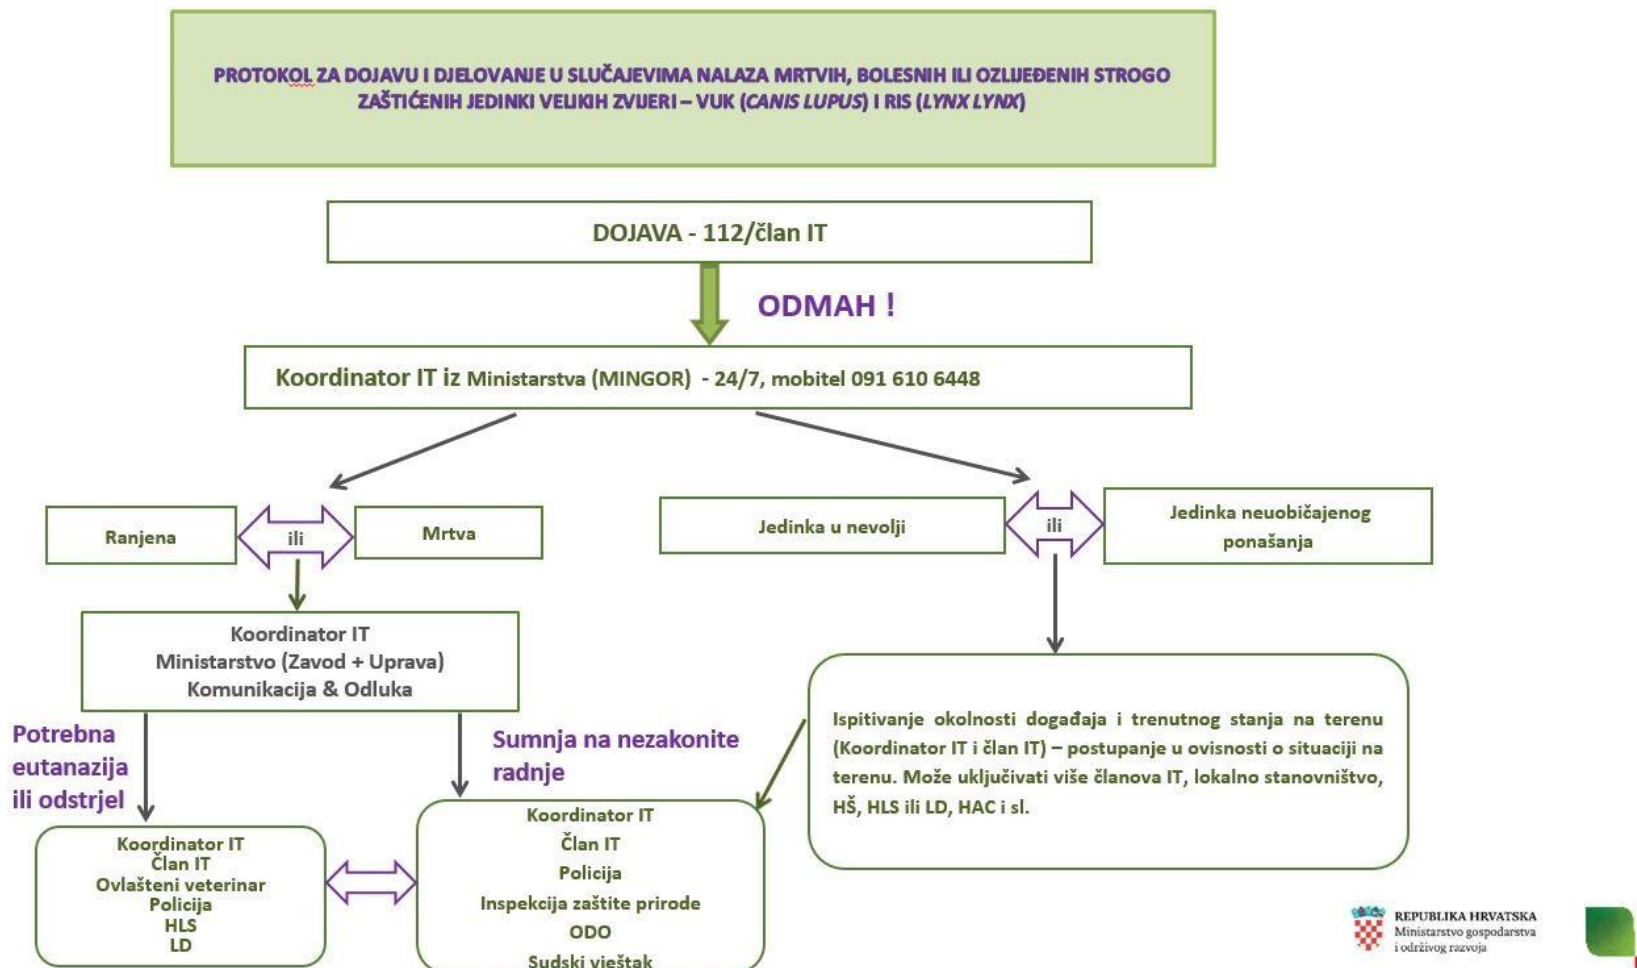 PROTOKOL ZA DOJAVU I DJELOVANJE U SLUČAJEVIMA NALAZA MRTVIH, BOLESNIH ILI OZLIJEĐENIH STROGO
ZAŠTIĆENIH JEDINKI VELIKIH ZVIJERI – VUK (CANIS LUPUS) I RIS (LYNX LYNX)
DOJAVA - 112/član IT
ODMAH !
Koordinator IT iz Ministarstva (MINGOR) - 24/7, mobitel 091 610 6448
Ranjena
ili
Mrtva
Jedinka u nevolji
ili
Jedinka neuobičajenog
ponašanja
Koordinator IT
Ministarstvo (Zavod + Uprava)
Komunikacija & Odluka
Potrebna
eutanazija
ili odstrjel
Sumnja na nezakonite
radnje
Ispitivanje okolnosti događaja i trenutnog stanja na terenu
(Koordinator IT i član IT) – postupanje u ovisnosti o situaciji na
terenu. Može uključivati više članova IT, lokalno stanovništvo,
HŠ, HLS ili LD, HAC i sl.
Koordinator IT
Član IT
Ovlašteni veterinar
Policija
HLS
LD
Koordinator IT
Član IT
Policija
Inspekcija zaštite prirode
ODO
Sudski vještak
REPUBLIKA HRVATSKA
Ministarstvo gospodarstva
i održivog razvoja